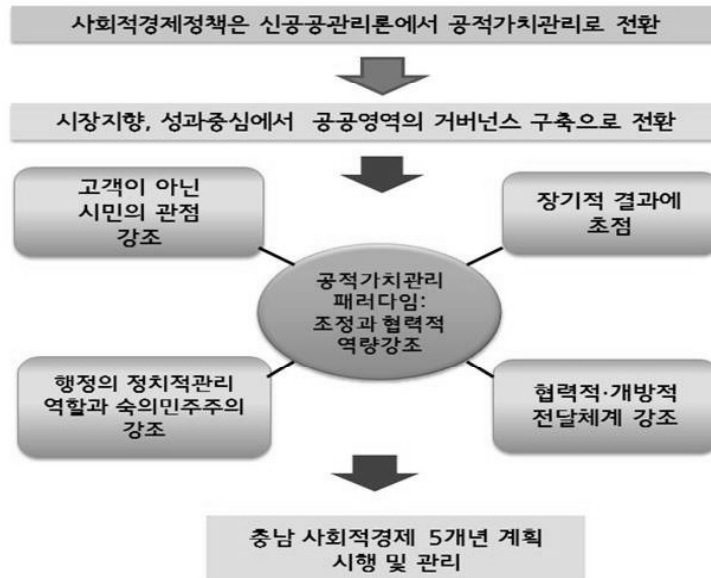 사회적경제정책은 신공공관리론에서 공적가치관리로 전환
시장지향, 성과중심에서 공공영역의 거버넌스 구축으로 전환
고객이 아닌
시민의 관점
강조
장기적 결과에
초점
공적가치관리
패러다임:
조정과 협력적
역량강조
행정의 정치적관리
역할과 숙의민주주의
강조
협력적·개방적
전달체계 강조
충남 사회적경제 5개년 계획
시행 및 관리